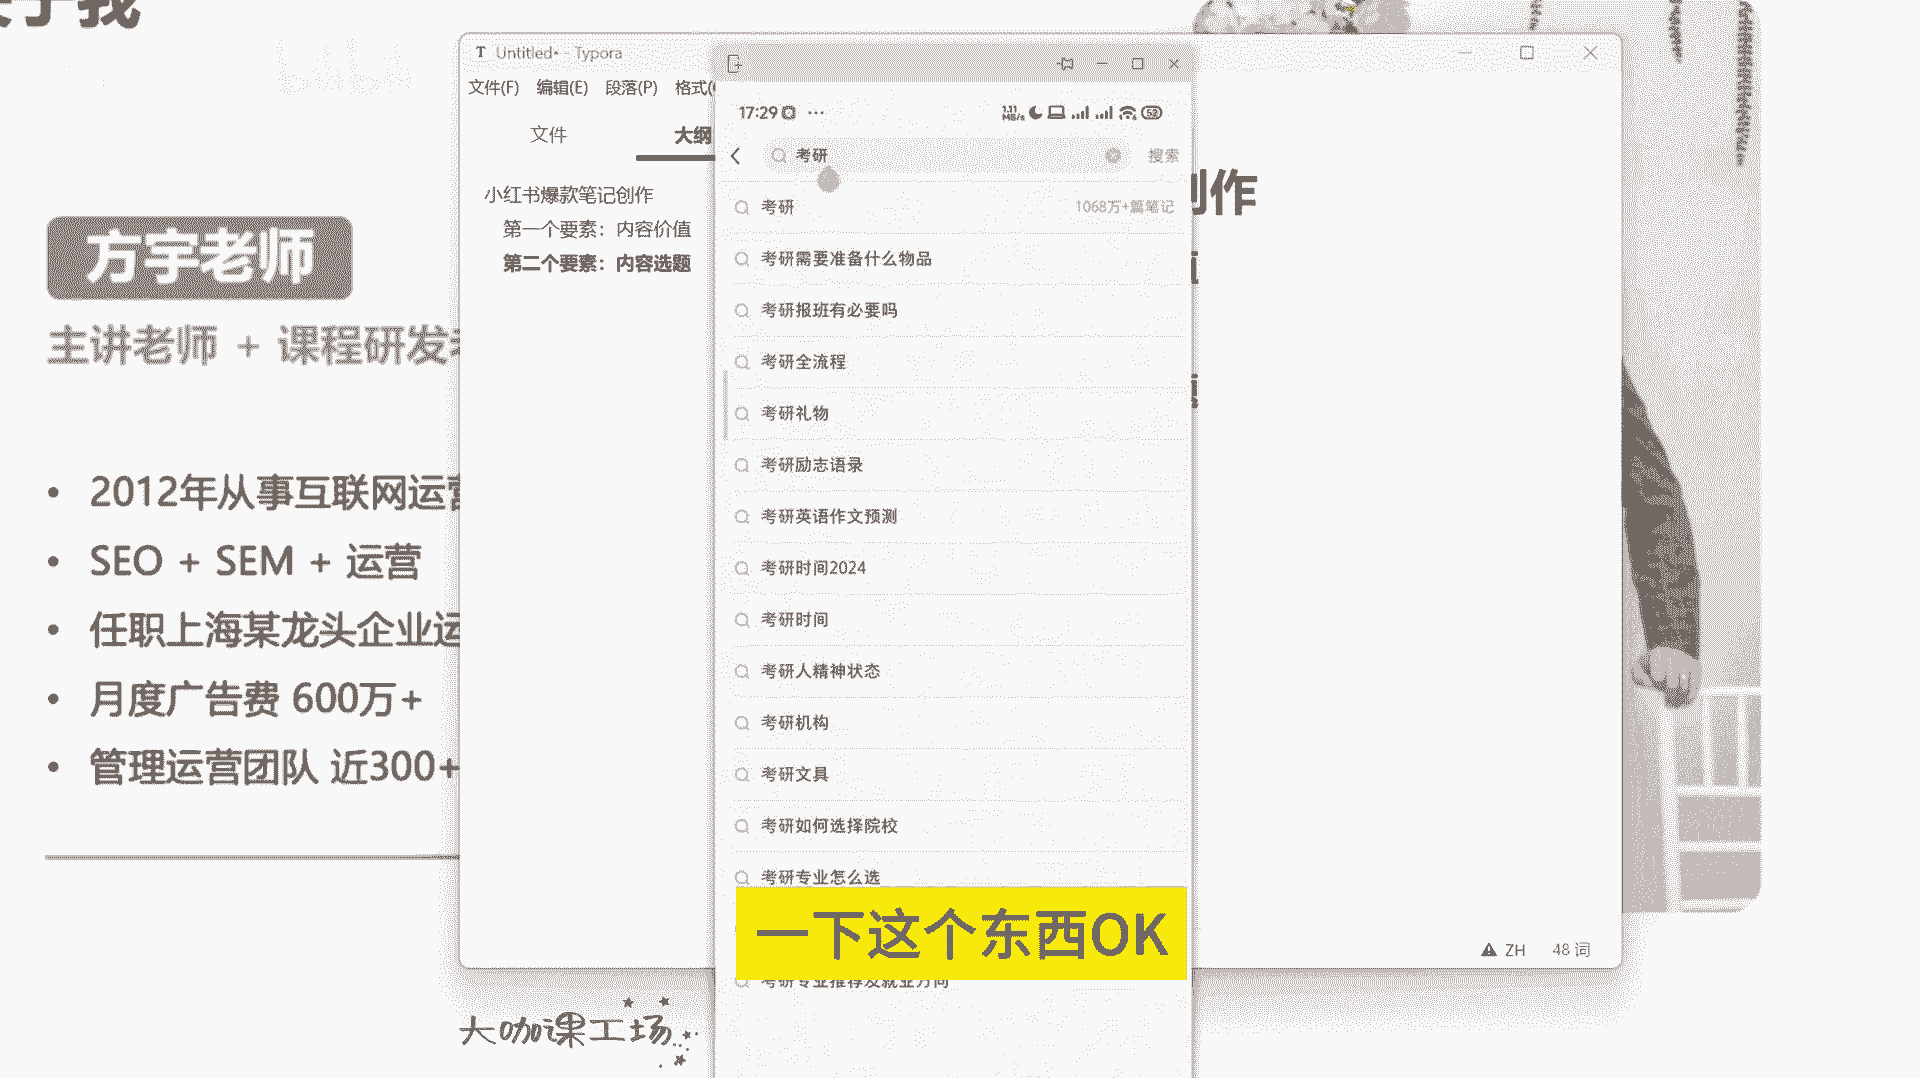 于我
方宇老师
主讲老师 + 课程研发
• 2012年从事互联网运营
• SEO + SEM + 运营
• 任职上海某龙头企业运
• 月度广告费 600万+
• 管理运营团队 近300+
大咖课工场
T Untitled• - Typora
文件(F) 编辑(E) 段落(P) 格式(
文件 大纲
小红书爆款笔记创作
第一个要素：内容价值
第二个要素：内容选题
创作
17:29 ···
1.11 MB/s
52
考研 搜索
考研 1068万+篇笔记
考研需要准备什么物品
考研报班有必要吗
考研全流程
考研礼物
考研励志语录
考研英语作文预测
考研时间2024
考研时间
考研人精神状态
考研机构
考研文具
考研如何选择院校
考研专业怎么选
一下这个东西OK
考研专业推荐及就业方向
ZH 48 词